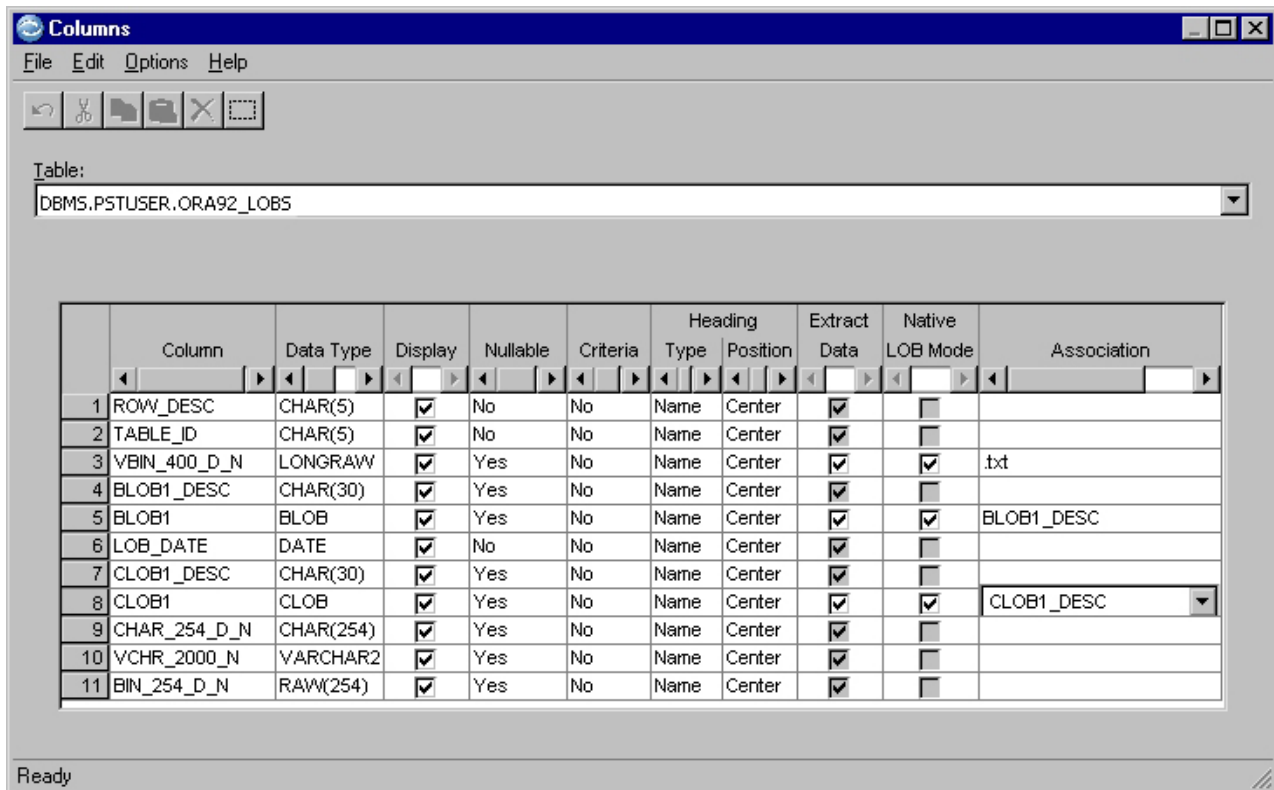 Columns
File Edit Options Help
Table:
DBMS.PSTUSER.ORA92_LOBS
Heading Extract Native
Column Data Type Display Nullable Criteria Type Position Data LOB Mode Association
1 ROW_DESC CHAR(5) No No Name Center
2 TABLE_ID CHAR(5) No No Name Center
3 VBIN_400_D_N LONGRAW Yes No Name Center .txt
4 BLOB1_DESC CHAR(30) Yes No Name Center
5 BLOB1 BLOB Yes No Name Center BLOB1_DESC
6 LOB_DATE DATE No No Name Center
7 CLOB1_DESC CHAR(30) Yes No Name Center
8 CLOB1 CLOB Yes No Name Center CLOB1_DESC
9 CHAR_254_D_N CHAR(254) Yes No Name Center
10 VCHR_2000_N VARCHAR2 Yes No Name Center
11 BIN_254_D_N RAW(254) Yes No Name Center
Ready